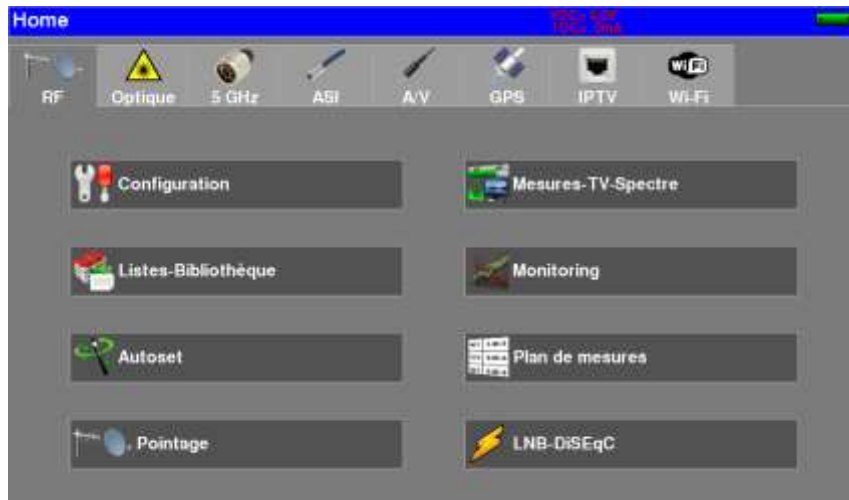 Home
RF Optique 5 GHz ASI A/V GPS IPTV Wi-Fi
Configuration
Mesures-TV-Spectre
Listes-Bibliothèque
Monitoring
Autoset
Plan de mesures
Pointage
LNB-DiSEqC